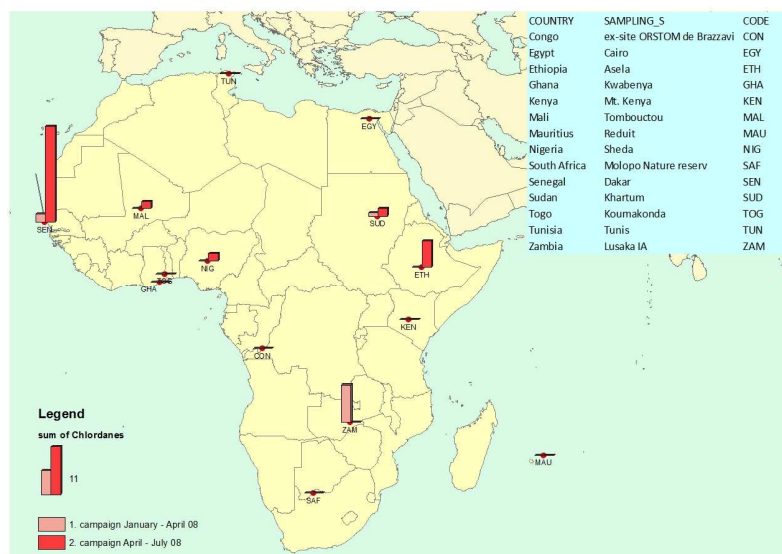 COUNTRY SAMPLING_S CODE
Congo ex-site ORSTOM de Brazzavi CON
Egypt Cairo EGY
Ethiopia Asela ETH
Ghana Kwabenya GHA
Kenya Mt. Kenya KEN
Mali Tombouctou MAL
Mauritius Reduit MAU
Nigeria Sheda NIG
South Africa Molopo Nature reserv SAF
Senegal Dakar SEN
Sudan Khartum SUD
Togo Koumakonda TOG
Tunisia Tunis TUN
Zambia Lusaka IA ZAM
TUN
EGY
SEN
MAL
SUD
NIG
ETH
TOG
GHA
KEN
CON
ZAM
MAU
SAF
Legend
sum of Chlordanes
11
1. campaign January - April 08
2. campaign April - July 08